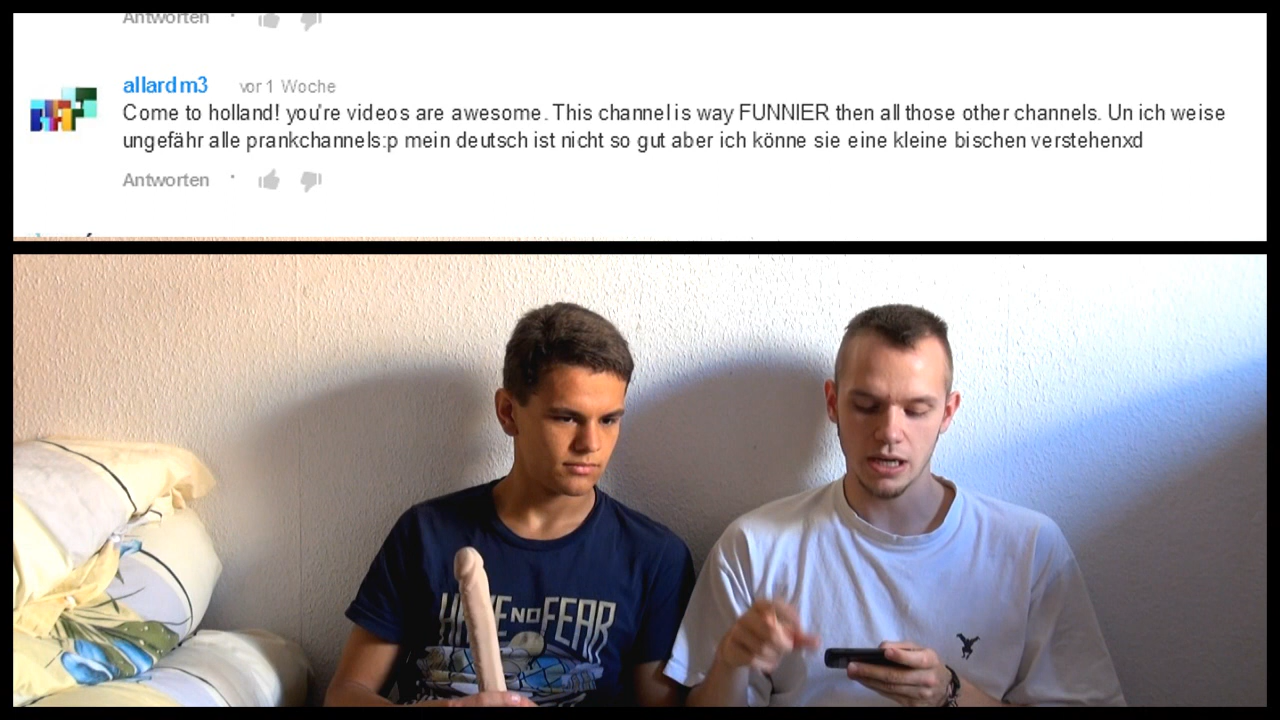 Antworten ·
allardm3 vor 1 Woche
Come to holland! you're videos are awesome. This channel is way FUNNIER then all those other channels. Un ich weise
ungefähr alle prankchannels:p mein deutsch ist nicht so gut aber ich könne sie eine kleine bischen verstehenxd
Antworten ·
HAVE NO FEAR